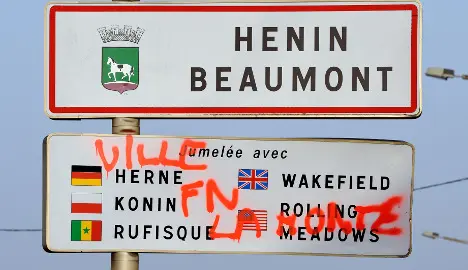 HENIN
BEAUMONT
Jumelée avec
HERNE
KONIN
RUFISQUE
WAKEFIELD
ROLLING
MEADOWS
VILLE
FN
LA HONTE